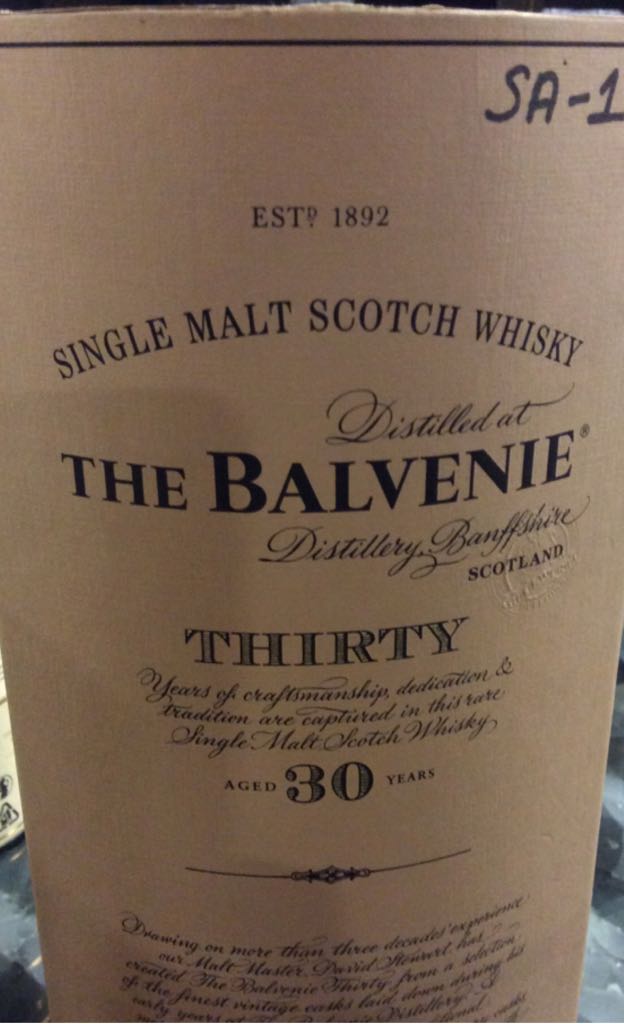 SA-1
ESTD 1892
SINGLE MALT SCOTCH WHISKY
Distilled at
THE BALVENIE®
Distillery, Banffshire
SCOTLAND
THIRTY
Years of craftsmanship, dedication &
tradition are captured in this rare
Single Malt Scotch Whisky
AGED 30 YEARS
Drawing on more than three decades' experience
our Malt Master, David Stewart, has
created The Balvenie Thirty from a selection
of the finest vintage casks laid down during his
early years at The Balvenie Distillery. A
casks